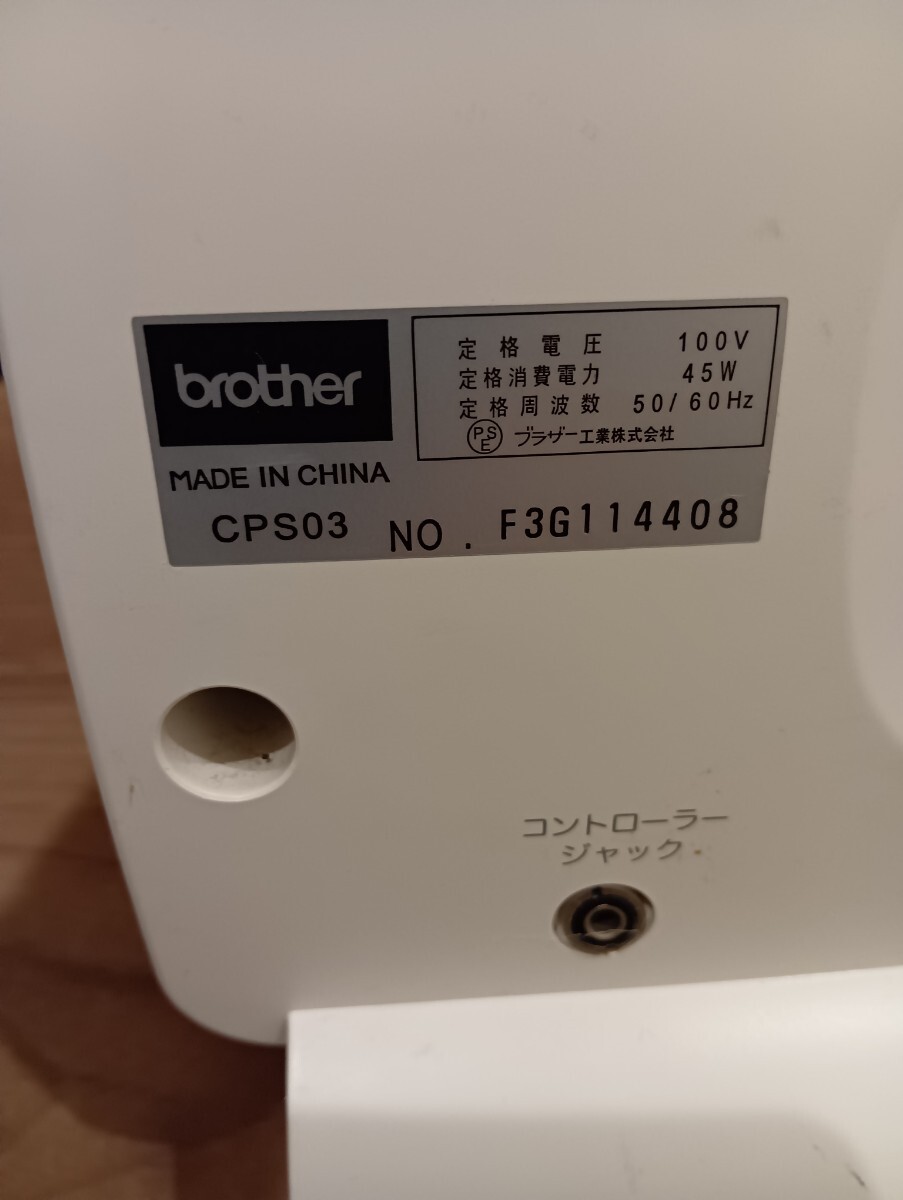 brother
MADE IN CHINA
CPS03 NO. F3G114408
定格電圧 100V
定格消費電力 45W
定格周波数 50/60Hz
PSE ブラザー工業株式会社
コントローラー
ジャック